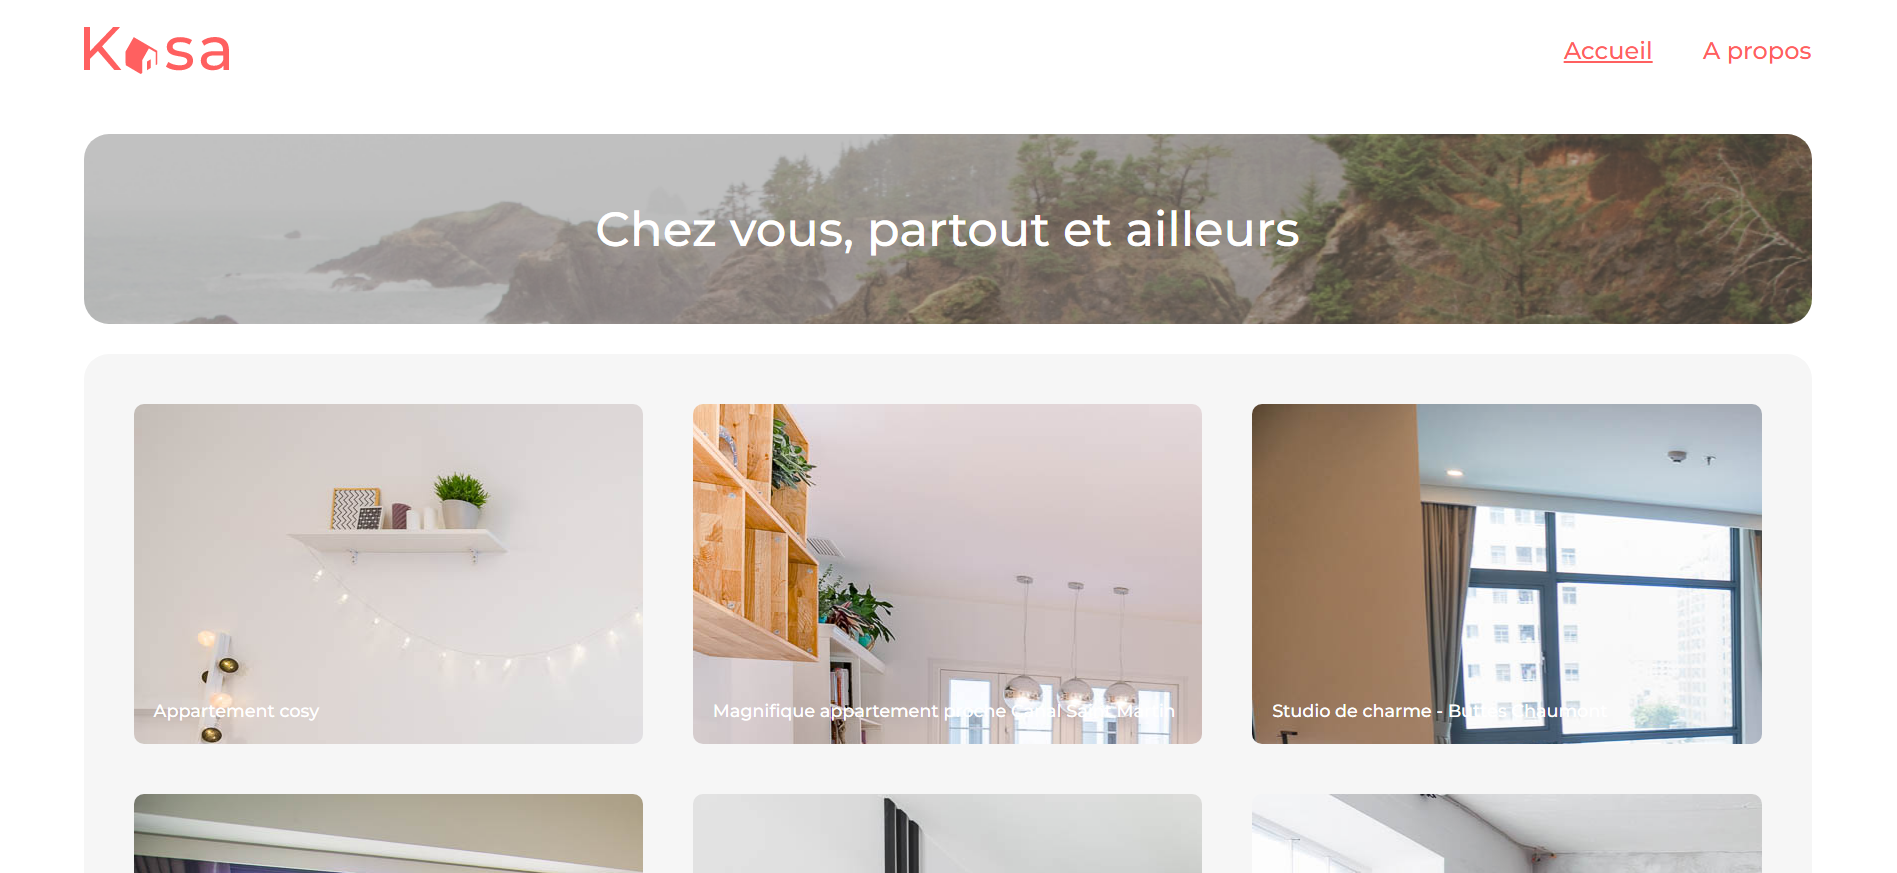 Kasa
Accueil
A propos
Chez vous, partout et ailleurs
Appartement cosy
Magnifique appartement proche Canal Saint Martin
Studio de charme - Buttes Chaumont